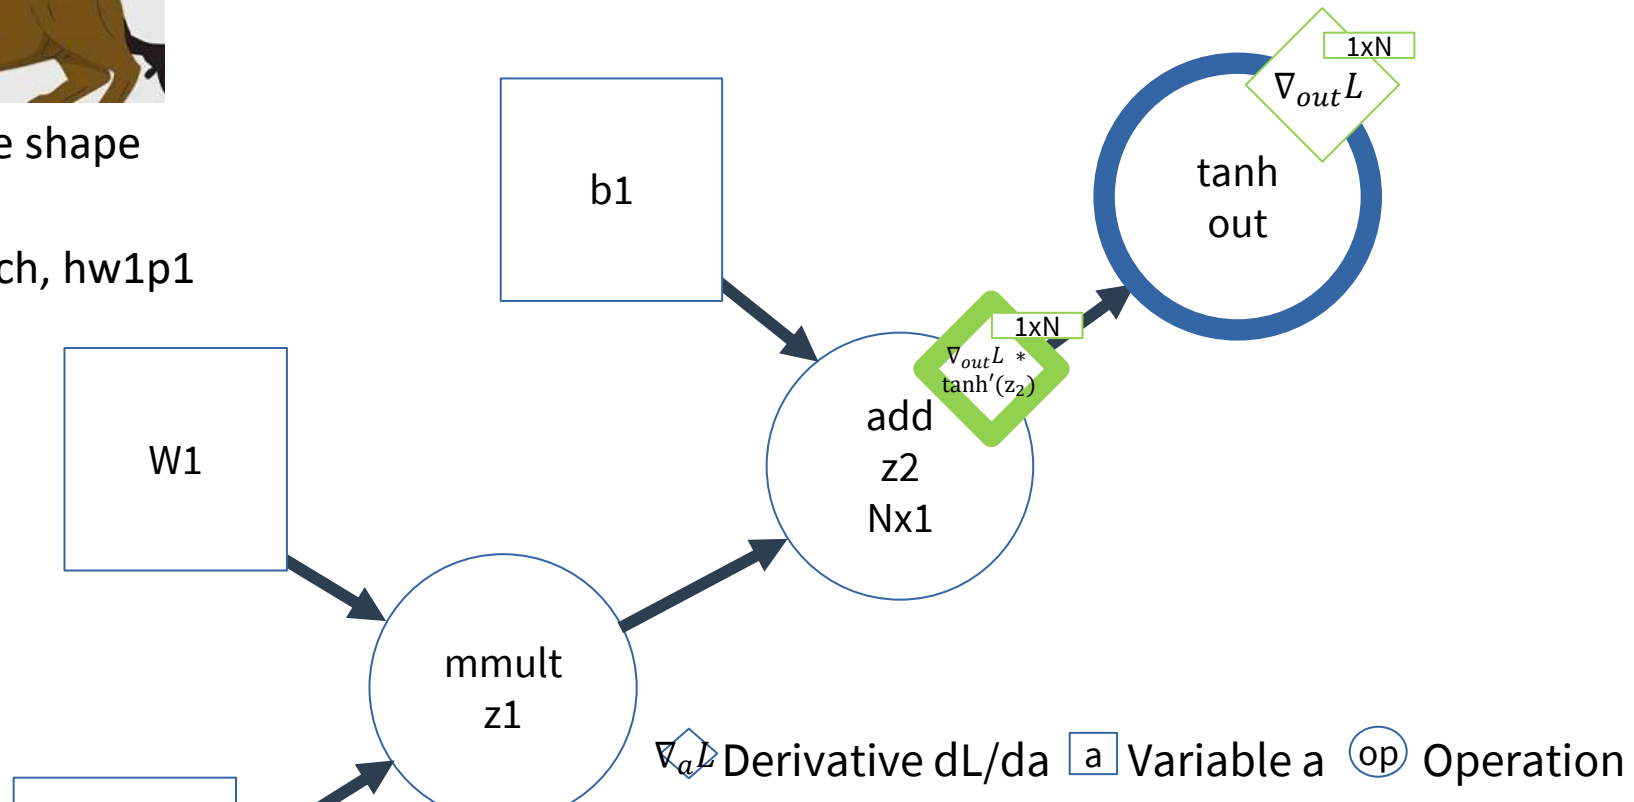 e shape
ch, hw1p1
b1
1xN
∇outL
tanh
out
1xN
∇outL *
tanh′(z2)
add
z2
Nx1
W1
mmult
z1
∇aL Derivative dL/da a Variable a op Operation